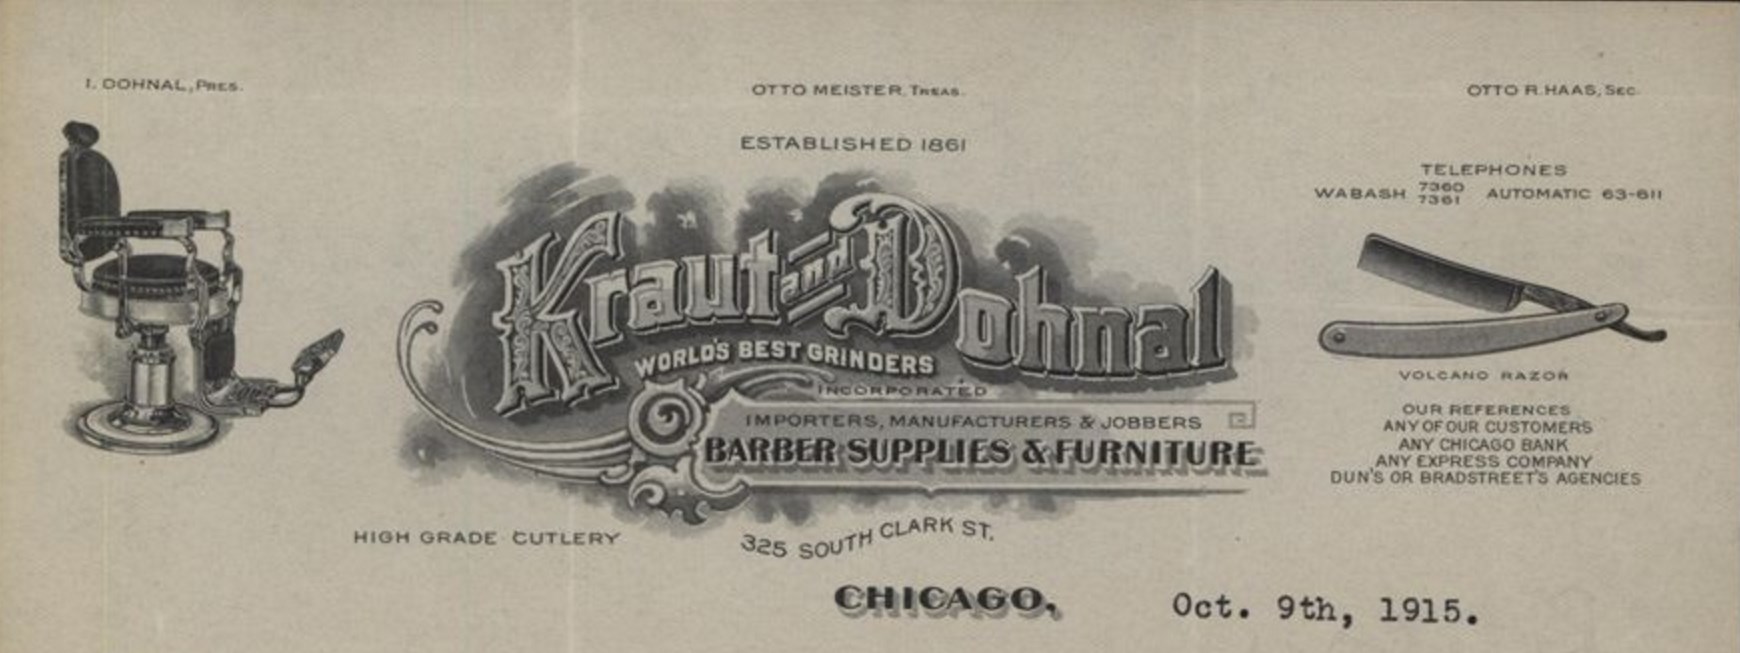 I. DOHNAL, PRES.
OTTO MEISTER, TREAS.
OTTO R. HAAS, SEC.
ESTABLISHED 1861
TELEPHONES
WABASH 7360 7361 AUTOMATIC 63-611
Kraut and Dohnal
WORLD'S BEST GRINDERS
INCORPORATED
IMPORTERS, MANUFACTURERS & JOBBERS
BARBER SUPPLIES & FURNITURE
VOLCANO RAZOR
OUR REFERENCES
ANY OF OUR CUSTOMERS
ANY CHICAGO BANK
ANY EXPRESS COMPANY
DUN'S OR BRADSTREET'S AGENCIES
HIGH GRADE CUTLERY
325 SOUTH CLARK ST.
CHICAGO, Oct. 9th, 1915.